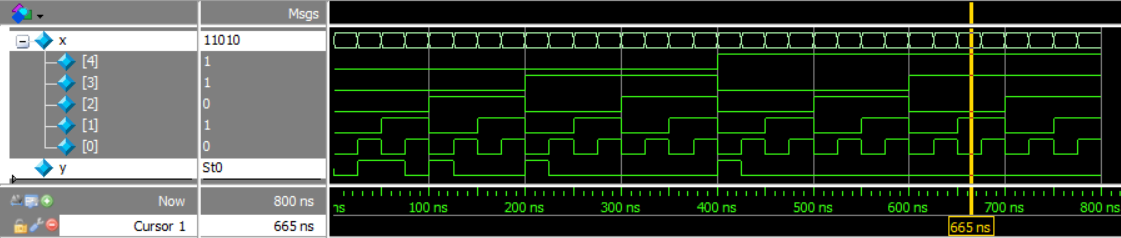 Msgs
x 11010
[4] 1
[3] 1
[2] 0
[1] 1
[0] 0
y St0
Now 800 ns
ns 100 ns 200 ns 300 ns 400 ns 500 ns 600 ns 700 ns 800 ns
Cursor 1 665 ns
665 ns